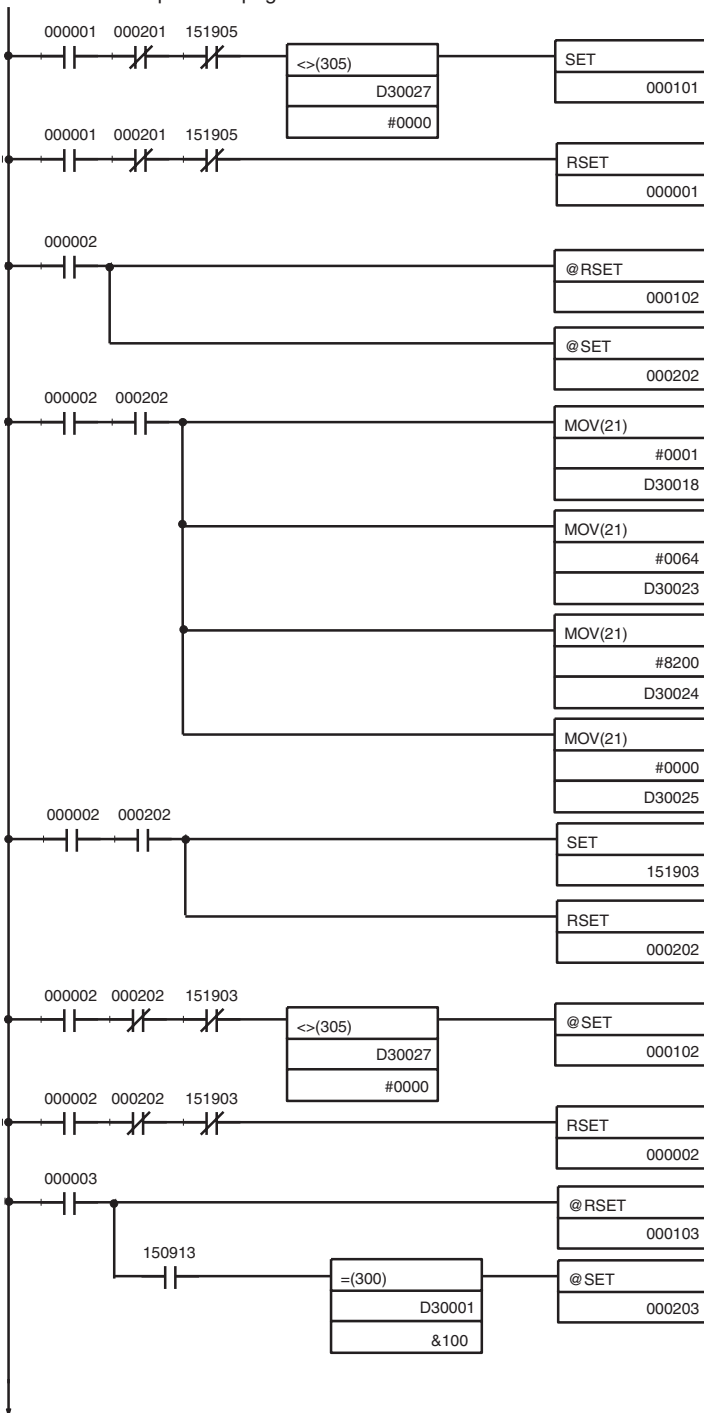 000001 000201 151905
<>(305)
D30027
#0000
SET
000101
000001 000201 151905
RSET
000001
000002
@RSET
000102
@SET
000202
000002 000202
MOV(21)
#0001
D30018
MOV(21)
#0064
D30023
MOV(21)
#8200
D30024
MOV(21)
#0000
D30025
000002 000202
SET
151903
RSET
000202
000002 000202 151903
<>(305)
D30027
#0000
@SET
000102
000002 000202 151903
RSET
000002
000003
@RSET
000103
150913
=(300)
D30001
&100
@SET
000203